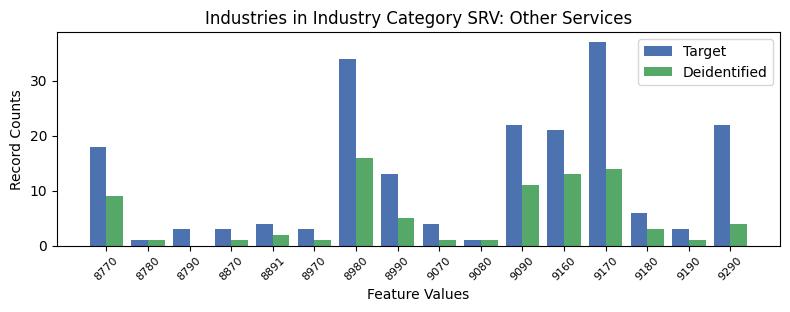 Industries in Industry Category SRV: Other Services
Target
Deidentified
Record Counts
30
20
10
0
8770 8780 8790 8870 8891 8970 8980 8990 9070 9080 9090 9160 9170 9180 9190 9290
Feature Values